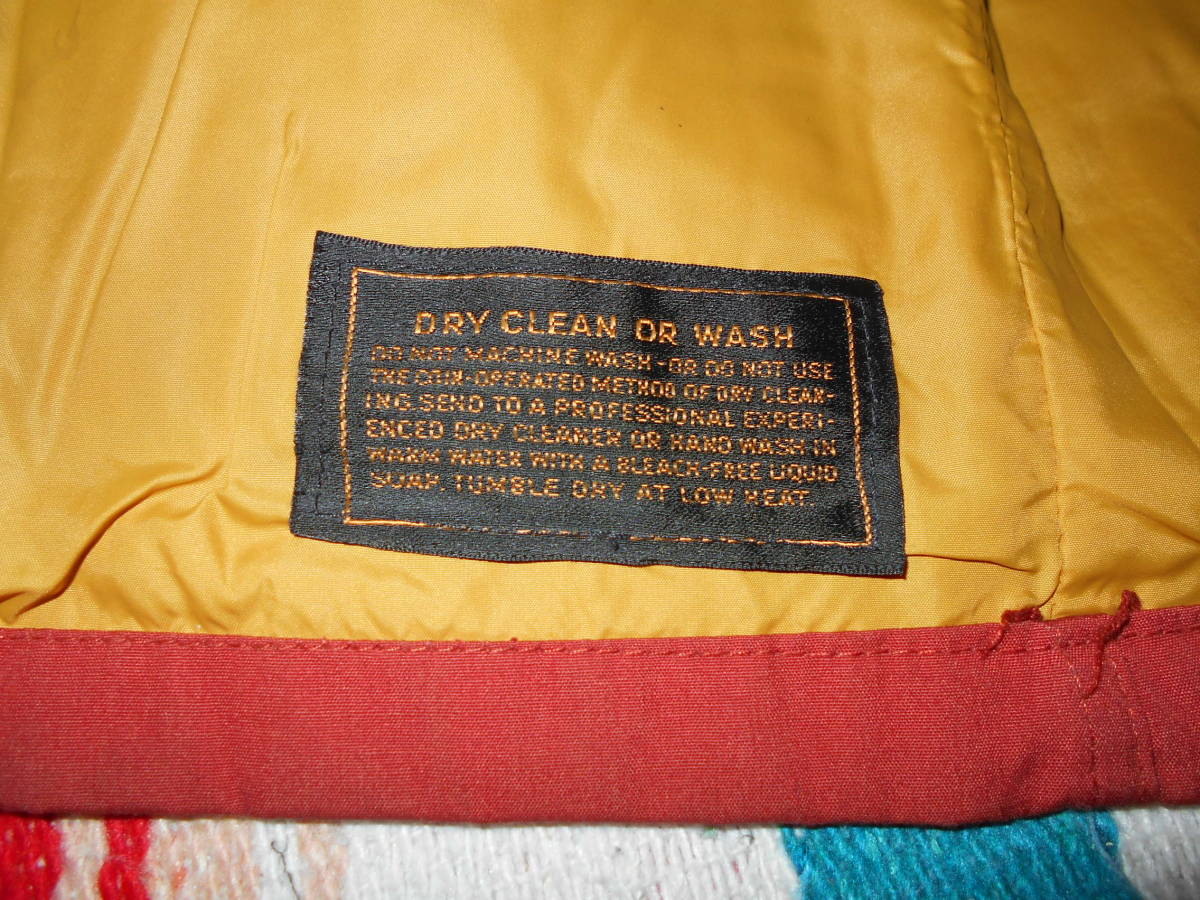 DRY CLEAN OR WASH
DO NOT MACHINE WASH-OR DO NOT USE
THE COIN-OPERATED METHOD OF DRY CLEAN-
ING. SEND TO A PROFESSIONAL EXPERI-
ENCED DRY CLEANER OR HAND WASH IN
WARM WATER WITH A BLEACH-FREE LIQUID
SOAP. TUMBLE DRY AT LOW HEAT.